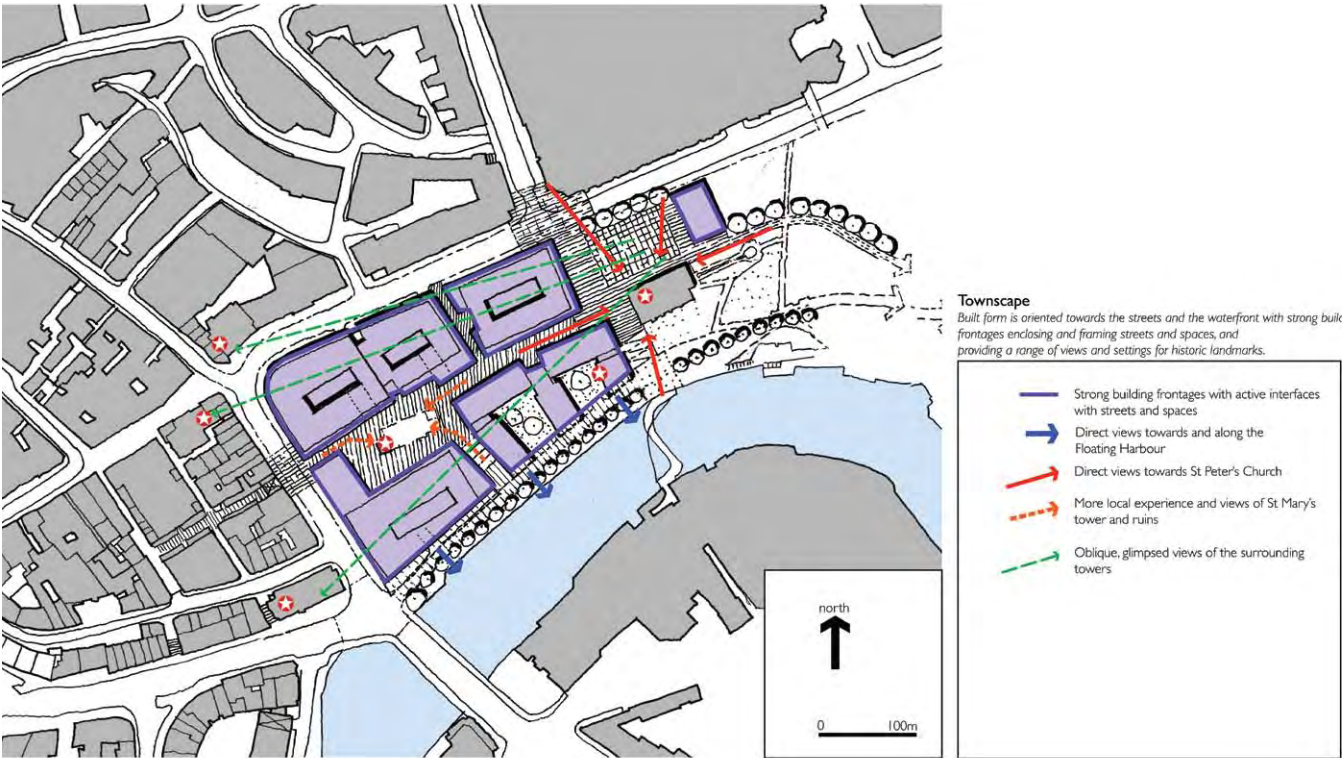 Townscape
Built form is oriented towards the streets and the waterfront with strong build
frontages enclosing and framing streets and spaces, and
providing a range of views and settings for historic landmarks.
Strong building frontages with active interfaces
with streets and spaces
Direct views towards and along the
Floating Harbour
Direct views towards St Peter's Church
More local experience and views of St Mary's
tower and ruins
Oblique, glimpsed views of the surrounding
towers
north
0 100m